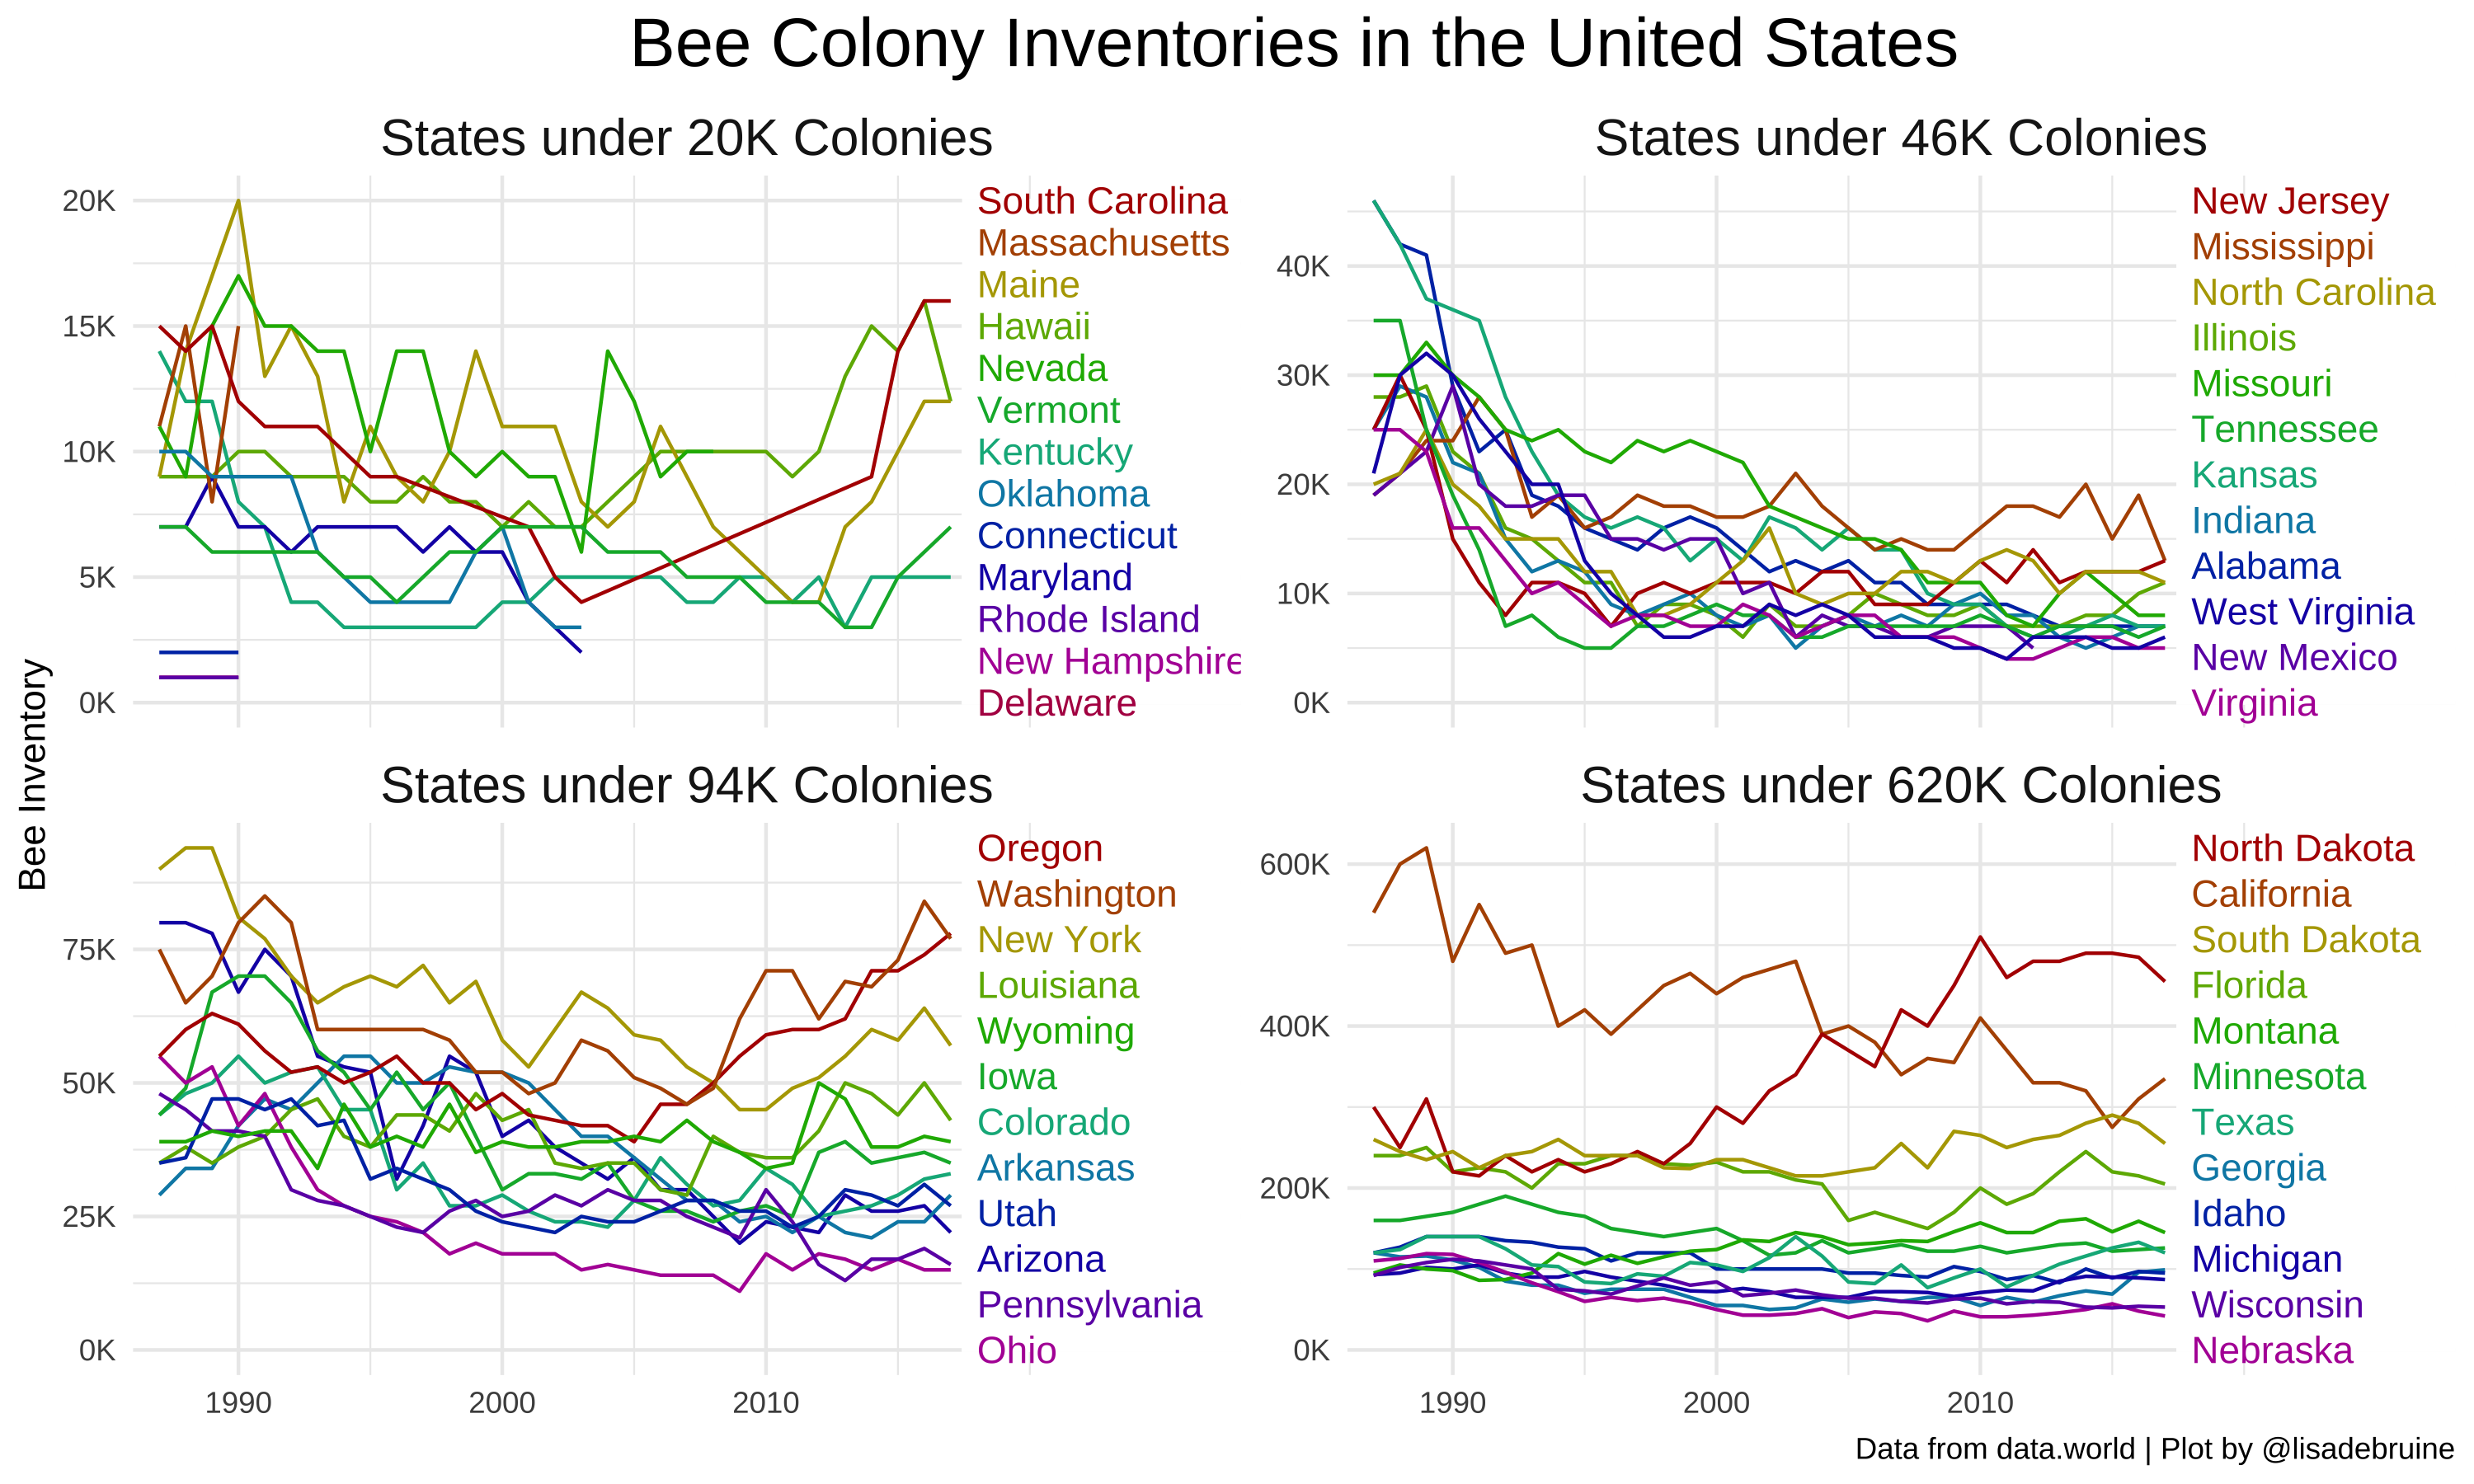 Bee Colony Inventories in the United States
States under 20K Colonies
20K
15K
10K
5K
0K
South Carolina
Massachusetts
Maine
Hawaii
Nevada
Vermont
Kentucky
Oklahoma
Connecticut
Maryland
Rhode Island
New Hampshire
Delaware
States under 46K Colonies
40K
30K
20K
10K
0K
New Jersey
Mississippi
North Carolina
Illinois
Missouri
Tennessee
Kansas
Indiana
Alabama
West Virginia
New Mexico
Virginia
Bee Inventory
States under 94K Colonies
75K
50K
25K
0K
Oregon
Washington
New York
Louisiana
Wyoming
Iowa
Colorado
Arkansas
Utah
Arizona
Pennsylvania
Ohio
1990 2000 2010
States under 620K Colonies
600K
400K
200K
0K
North Dakota
California
South Dakota
Florida
Montana
Minnesota
Texas
Georgia
Idaho
Michigan
Wisconsin
Nebraska
1990 2000 2010
Data from data.world | Plot by @lisadebruine